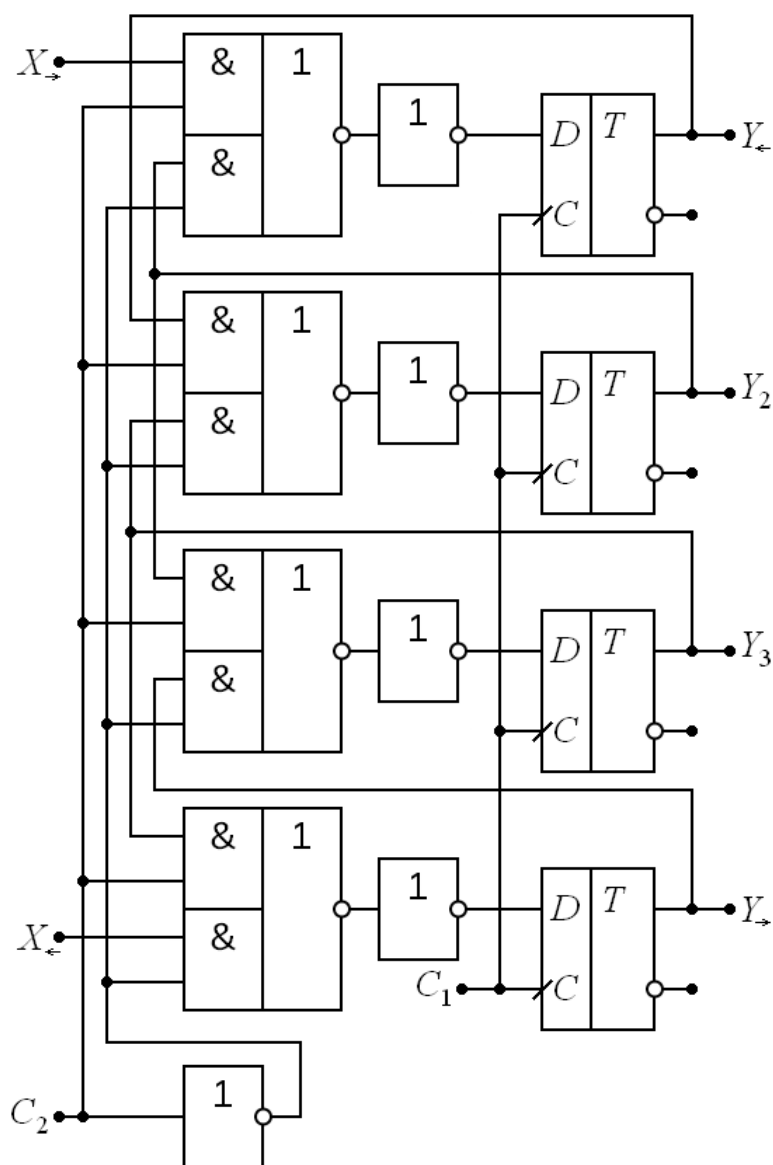 X→ & 1
& 1 D T Y←
C
& 1
& 1 D T Y₂
C
& 1
& 1 D T Y₃
C
& 1
X← & 1 D T Y→
C₁ C
C₂ 1